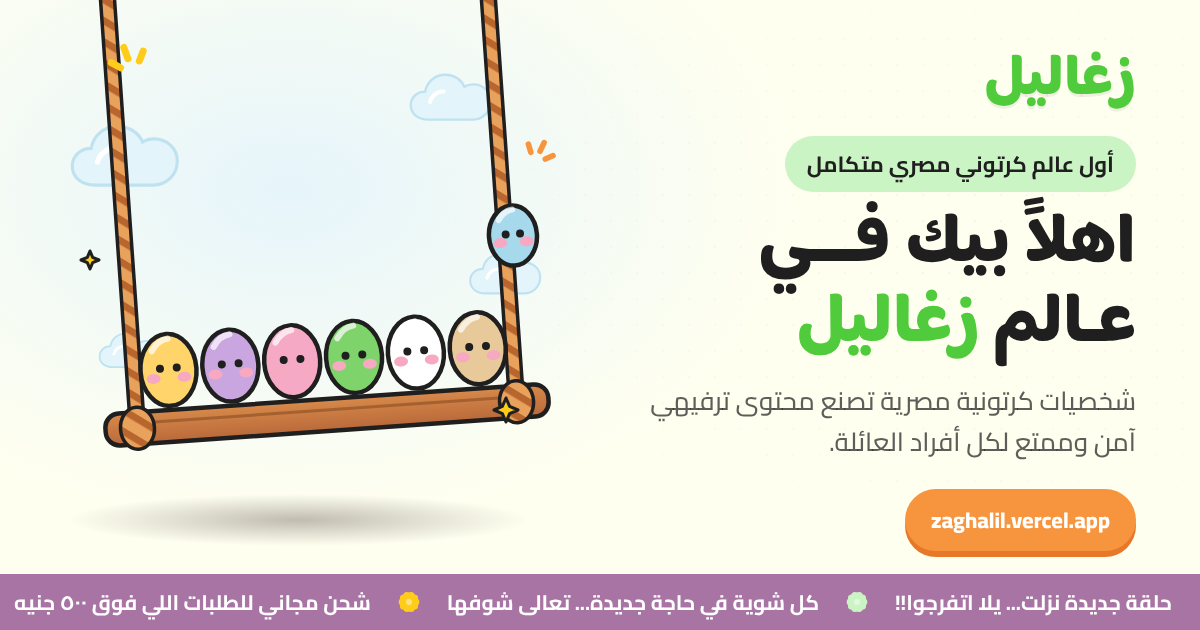 زغاليل
أول عالم كرتوني مصري متكامل
اهلاً بيك فـــي
عـالم زغاليل
شخصيات كرتونية مصرية تصنع محتوى ترفيهي
آمن وممتع لكل أفراد العائلة.
zaghalil.vercel.app
حلقة جديدة نزلت... يلا اتفرجوا!!
كل شوية في حاجة جديدة... تعالى شوفها
شحن مجاني للطلبات اللي فوق ٥٠٠ جنيه